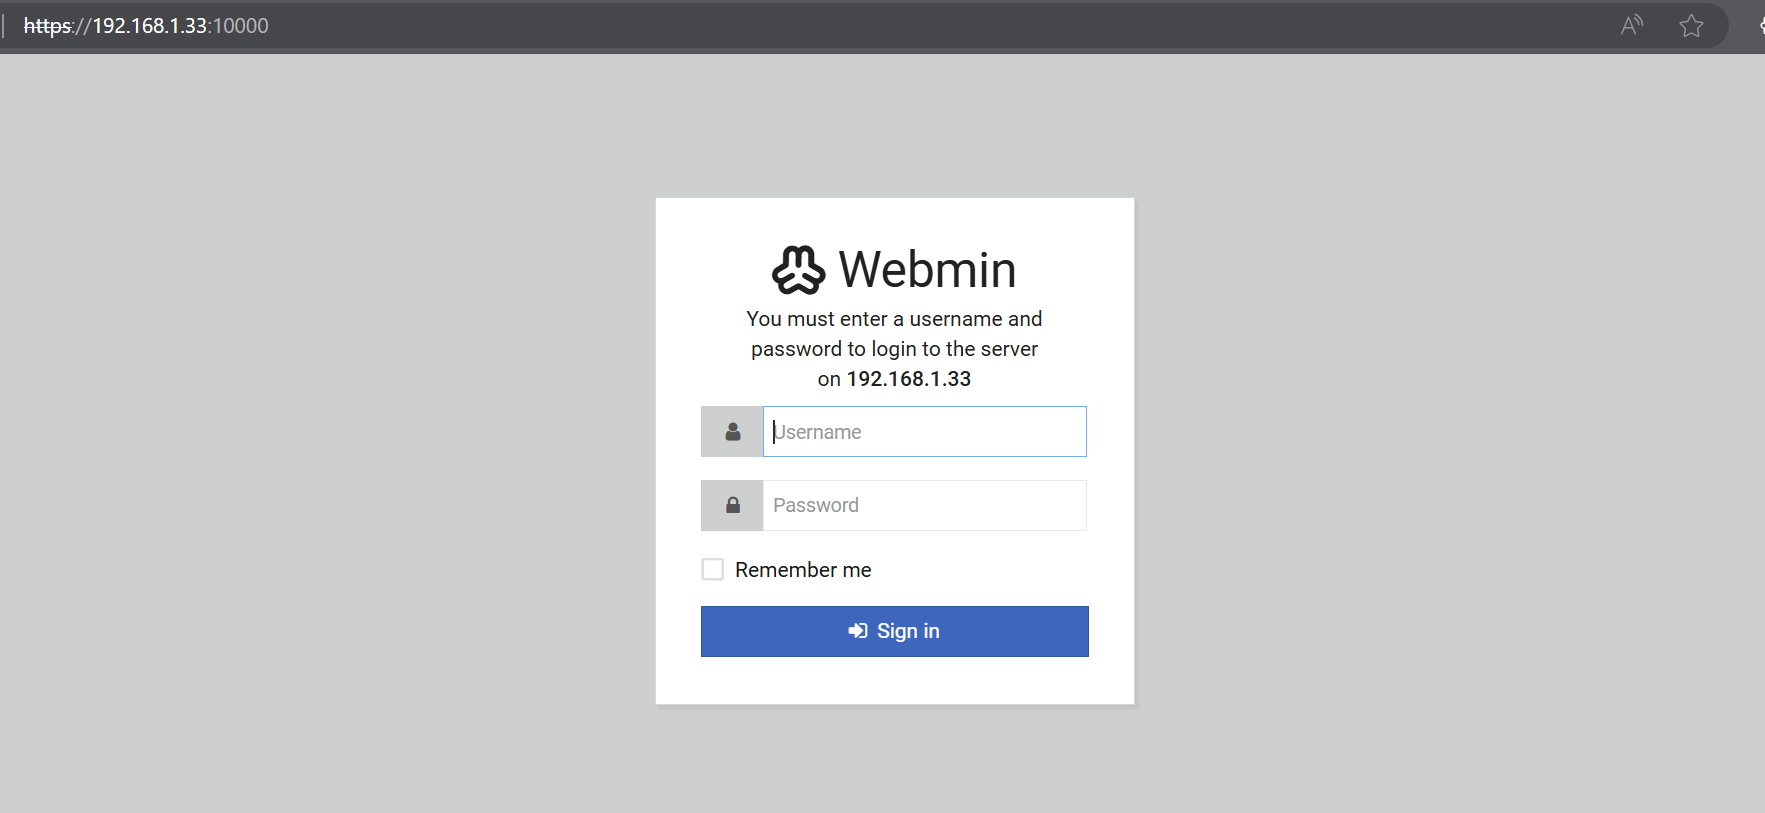 https://192.168.1.33:10000
Webmin
You must enter a username and
password to login to the server
on 192.168.1.33
Username
Password
Remember me
Sign in